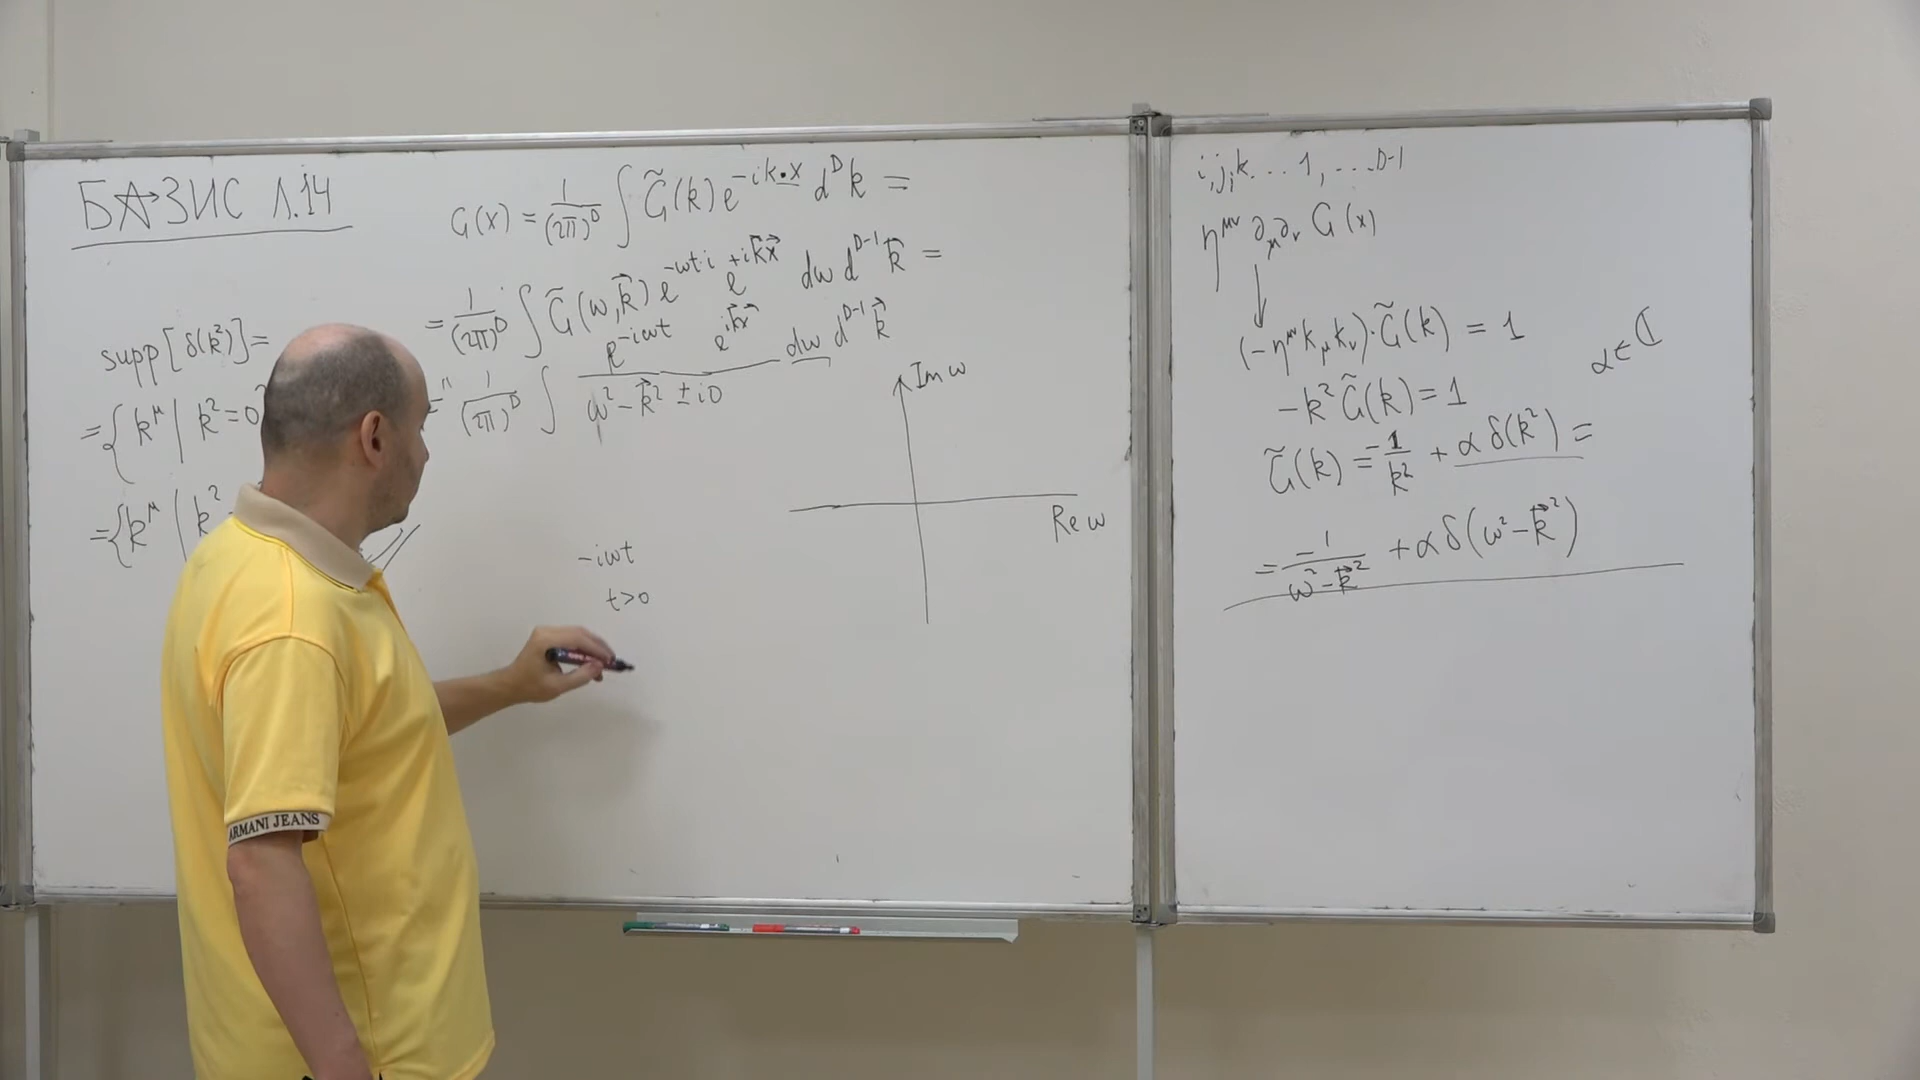 БАЗИС Л.14
G(x) = 1/(2π)^D ∫ G̃(k) e^{-ik•x} d^D k =
= 1/(2π)^D ∫ G̃(ω,k⃗) e^{-ωt·i} e^{+ik⃗x⃗} dω d^{D-1}k⃗ =
=" 1/(2π)^D ∫ e^{-iωt} e^{ik⃗x⃗} / (ω² - k⃗² ± i0) dω d^{D-1}k⃗
supp[δ(k²)] =
= {k^μ | k² = 0
= {k^μ | k²
Im ω
Re ω
-iωt
t>0
i,j,k... 1, ... D-1
η^{μν} ∂_μ ∂_ν G(x)
↓
(-η^{μν} k_μ k_ν)·G̃(k) = 1
α ∈ ℂ
-k² G̃(k) = 1
G̃(k) = -1/k² + α δ(k²) =
= -1/(ω² - k⃗²) + α δ(ω² - k⃗²)
ARMANI JEANS